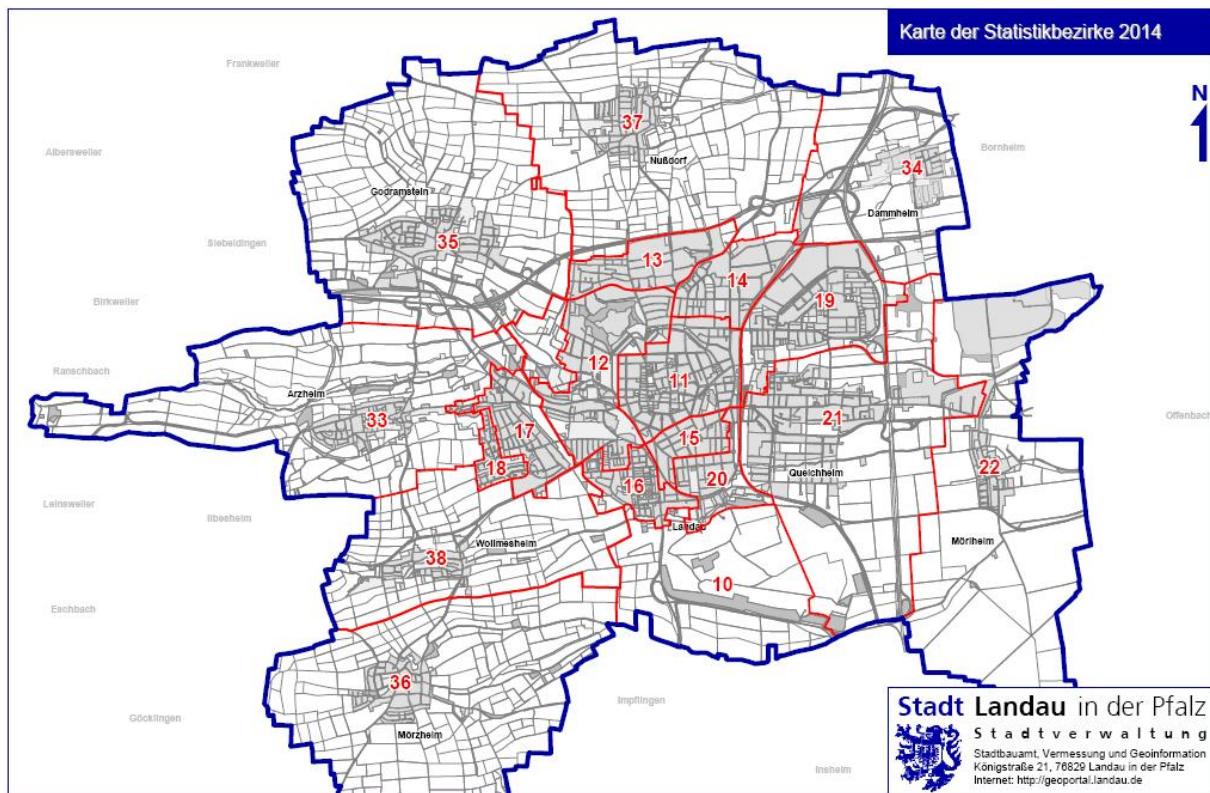 Karte der Statistikbezirke 2014
Frankweiler
N
37
Albersweiler
Nußdorf
Bornheim
34
Godramstein
Dammheim
35
Siebeldingen
13
14
19
Birkweiler
12
11
Ranschbach
Arzheim
33
17
15
21
Offenbach
18
16
20
Queichheim
22
Leinsweiler
Ilbesheim
Landau
Wollmesheim
Mörlheim
38
10
Eschbach
36
Impflingen
Göcklingen
Mörzheim
Insheim
Stadt Landau in der Pfalz
Stadtverwaltung
Stadtbauamt, Vermessung und Geoinformation
Königstraße 21, 76829 Landau in der Pfalz
Internet: http://geoportal.landau.de